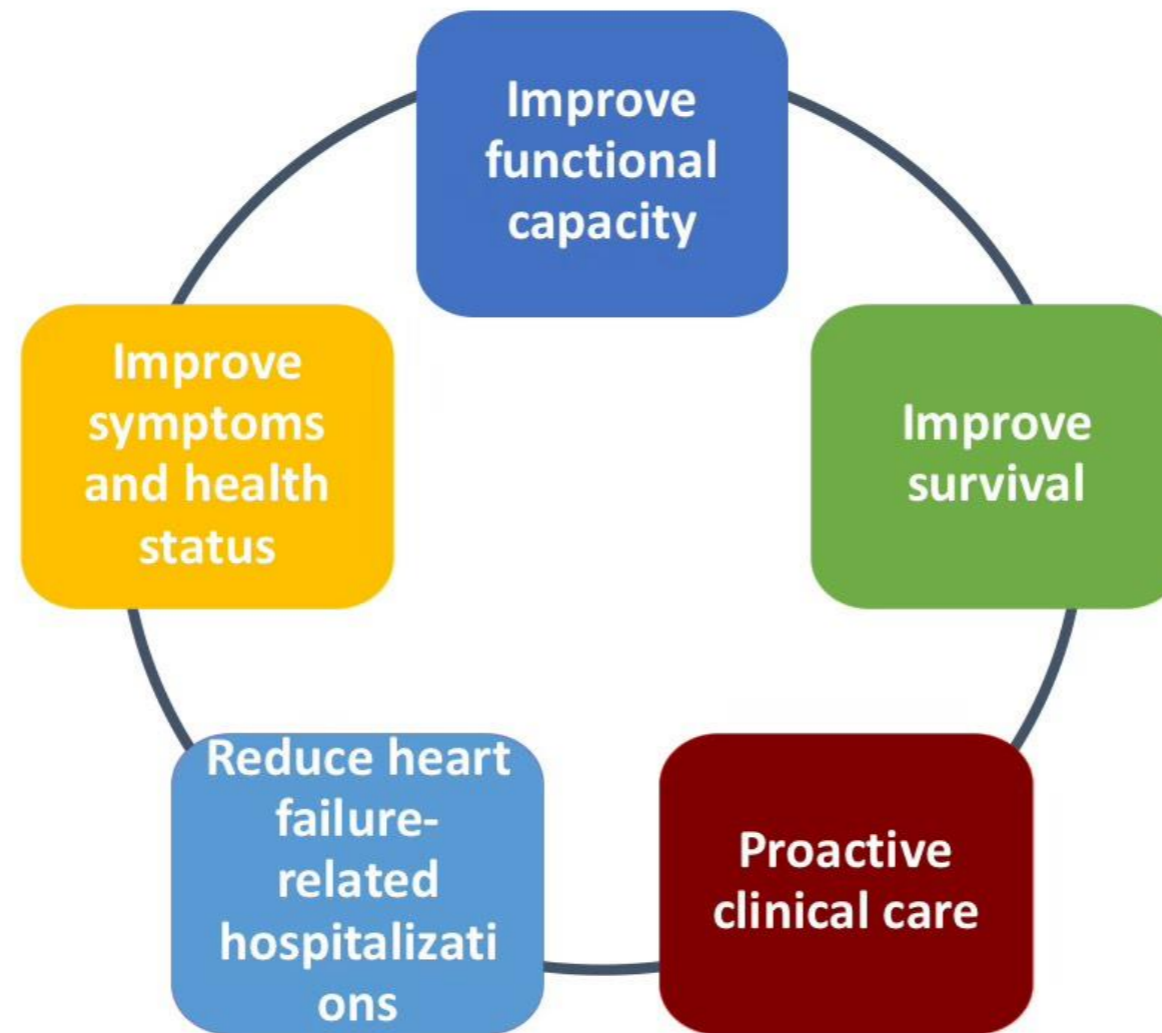 Improve
functional
capacity
Improve
survival
Proactive
clinical care
Reduce heart
failure-
related
hospitalizati
ons
Improve
symptoms
and health
status